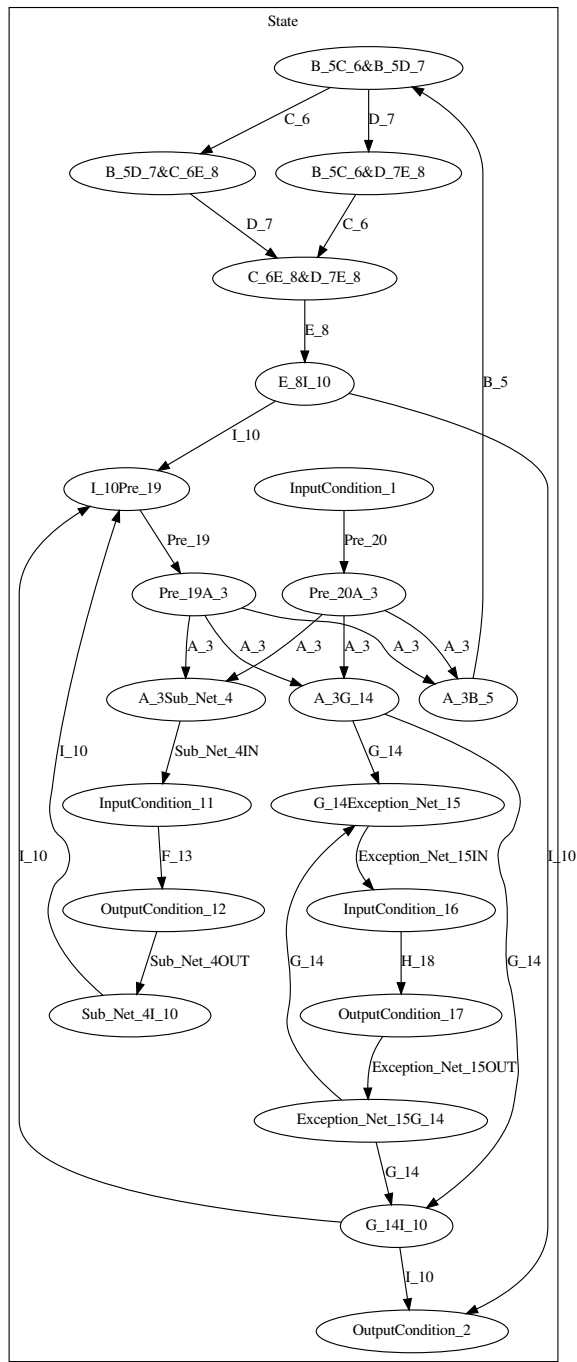 State
B_5C_6&B_5D_7
C_6
D_7
B_5D_7&C_6E_8
B_5C_6&D_7E_8
D_7
C_6
C_6E_8&D_7E_8
E_8
E_8I_10
B_5
I_10
I_10Pre_19
InputCondition_1
Pre_19
Pre_20
Pre_19A_3
Pre_20A_3
A_3
A_3
A_3
A_3
A_3
A_3
A_3Sub_Net_4
A_3G_14
A_3B_5
I_10
Sub_Net_4IN
G_14
InputCondition_11
G_14Exception_Net_15
I_10
F_13
Exception_Net_15IN
I_10
OutputCondition_12
InputCondition_16
Sub_Net_4OUT
G_14
H_18
G_14
Sub_Net_4I_10
OutputCondition_17
Exception_Net_15OUT
Exception_Net_15G_14
G_14
G_14I_10
I_10
OutputCondition_2